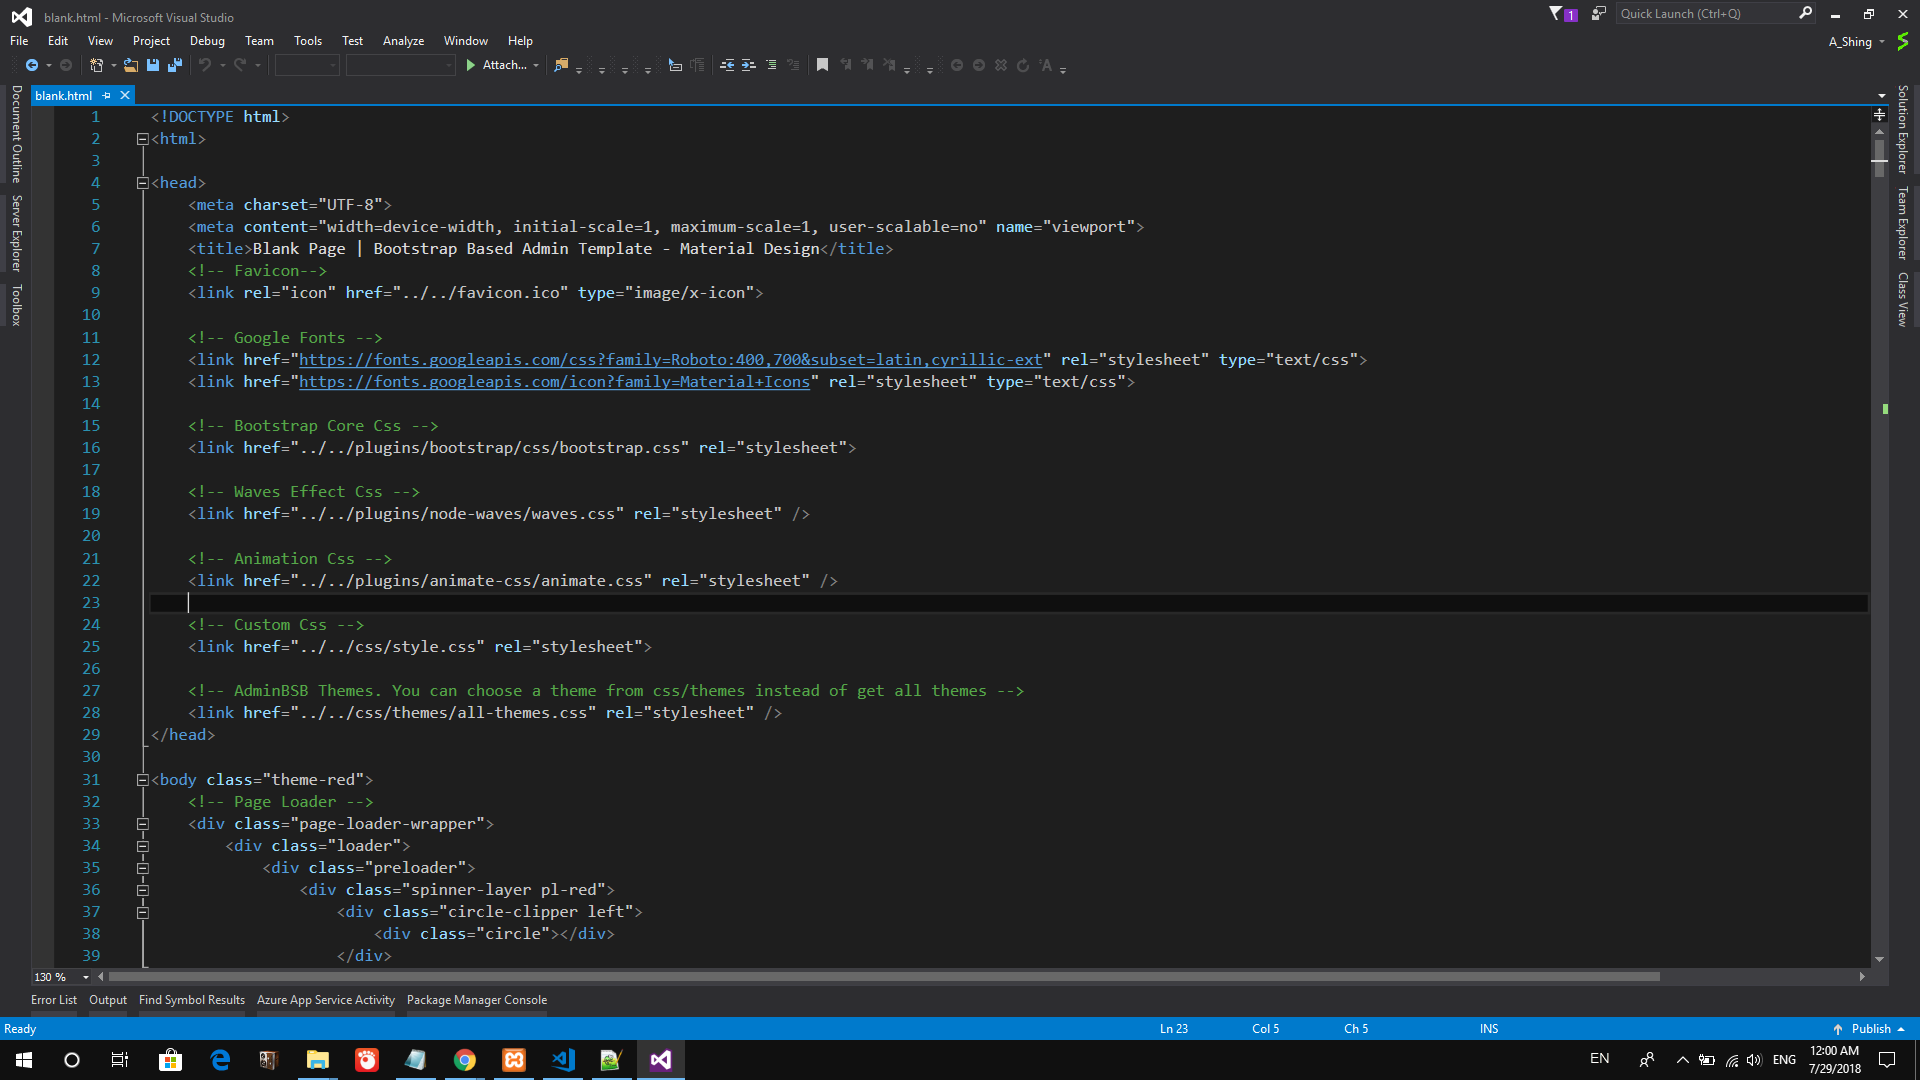 blank.html - Microsoft Visual Studio
1
Quick Launch (Ctrl+Q)
File Edit View Project Debug Team Tools Test Analyze Window Help
A_Shing
Attach...
blank.html
Document Outline
Server Explorer
Toolbox
Solution Explorer
Team Explorer
Class View
1 <!DOCTYPE html>
2 <html>
3
4 <head>
5 <meta charset="UTF-8">
6 <meta content="width=device-width, initial-scale=1, maximum-scale=1, user-scalable=no" name="viewport">
7 <title>Blank Page | Bootstrap Based Admin Template - Material Design</title>
8 <!-- Favicon-->
9 <link rel="icon" href="../../favicon.ico" type="image/x-icon">
10
11 <!-- Google Fonts -->
12 <link href="https://fonts.googleapis.com/css?family=Roboto:400,700&subset=latin,cyrillic-ext" rel="stylesheet" type="text/css">
13 <link href="https://fonts.googleapis.com/icon?family=Material+Icons" rel="stylesheet" type="text/css">
14
15 <!-- Bootstrap Core Css -->
16 <link href="../../plugins/bootstrap/css/bootstrap.css" rel="stylesheet">
17
18 <!-- Waves Effect Css -->
19 <link href="../../plugins/node-waves/waves.css" rel="stylesheet" />
20
21 <!-- Animation Css -->
22 <link href="../../plugins/animate-css/animate.css" rel="stylesheet" />
23
24 <!-- Custom Css -->
25 <link href="../../css/style.css" rel="stylesheet">
26
27 <!-- AdminBSB Themes. You can choose a theme from css/themes instead of get all themes -->
28 <link href="../../css/themes/all-themes.css" rel="stylesheet" />
29 </head>
30
31 <body class="theme-red">
32 <!-- Page Loader -->
33 <div class="page-loader-wrapper">
34 <div class="loader">
35 <div class="preloader">
36 <div class="spinner-layer pl-red">
37 <div class="circle-clipper left">
38 <div class="circle"></div>
39 </div>
130 %
Error List Output Find Symbol Results Azure App Service Activity Package Manager Console
Ready Ln 23 Col 5 Ch 5 INS Publish
EN ENG 12:00 AM
7/29/2018